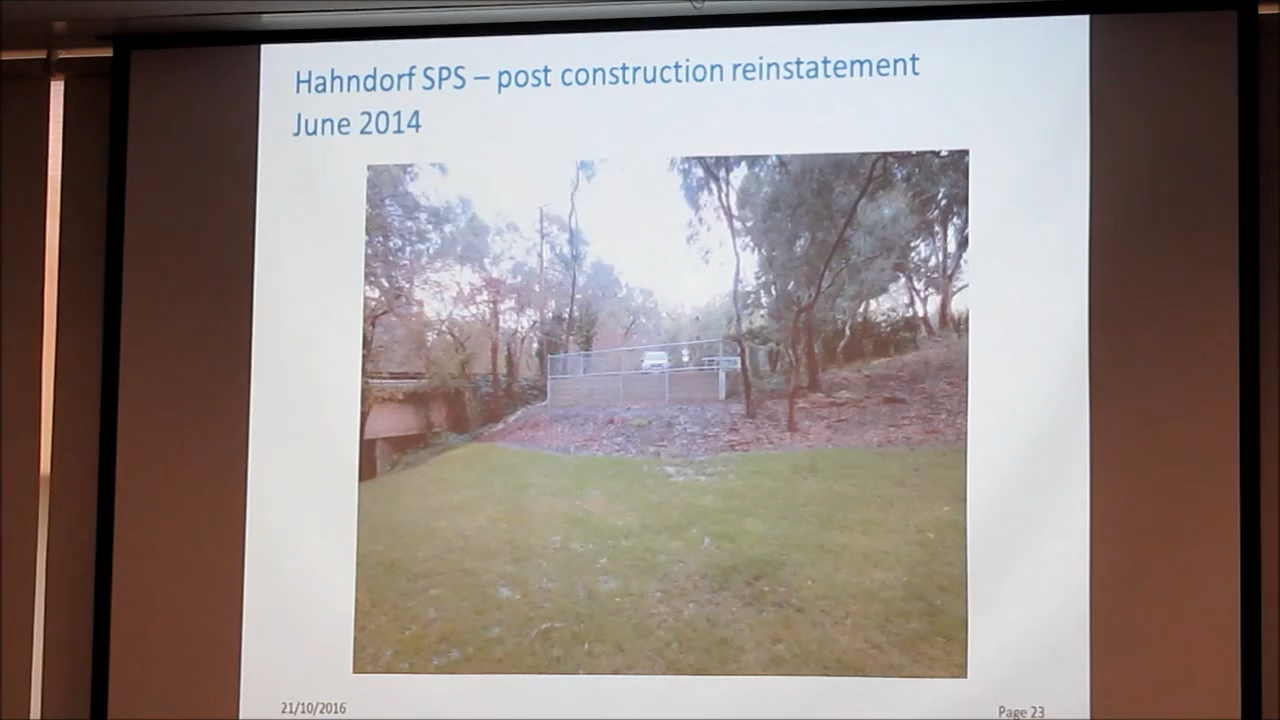 Hahndorf SPS – post construction reinstatement
June 2014
21/10/2016
Page 23